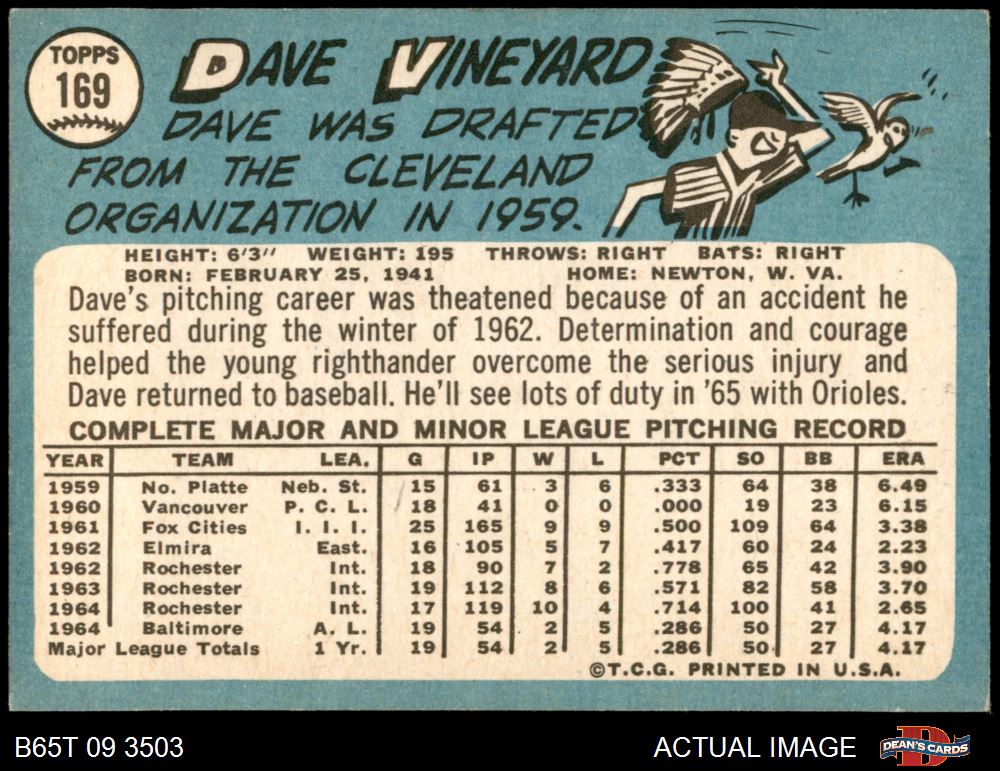 TOPPS
169
DAVE VINEYARD
DAVE WAS DRAFTED
FROM THE CLEVELAND
ORGANIZATION IN 1959.
HEIGHT: 6'3" WEIGHT: 195 THROWS: RIGHT BATS: RIGHT
BORN: FEBRUARY 25, 1941 HOME: NEWTON, W. VA.
Dave's pitching career was theatened because of an accident he
suffered during the winter of 1962. Determination and courage
helped the young righthander overcome the serious injury and
Dave returned to baseball. He'll see lots of duty in '65 with Orioles.
COMPLETE MAJOR AND MINOR LEAGUE PITCHING RECORD
YEAR TEAM LEA. G IP W L PCT SO BB ERA
1959 No. Platte Neb. St. 15 61 3 6 .333 64 38 6.49
1960 Vancouver P. C. L. 18 41 0 0 .000 19 23 6.15
1961 Fox Cities I. I. I. 25 165 9 9 .500 109 64 3.38
1962 Elmira East. 16 105 5 7 .417 60 24 2.23
1962 Rochester Int. 18 90 7 2 .778 65 42 3.90
1963 Rochester Int. 19 112 8 6 .571 82 58 3.70
1964 Rochester Int. 17 119 10 4 .714 100 41 2.65
1964 Baltimore A. L. 19 54 2 5 .286 50 27 4.17
Major League Totals 1 Yr. 19 54 2 5 .286 50 27 4.17
©T.C.G. PRINTED IN U.S.A.
B65T 09 3503 ACTUAL IMAGE DEAN'S CARDS